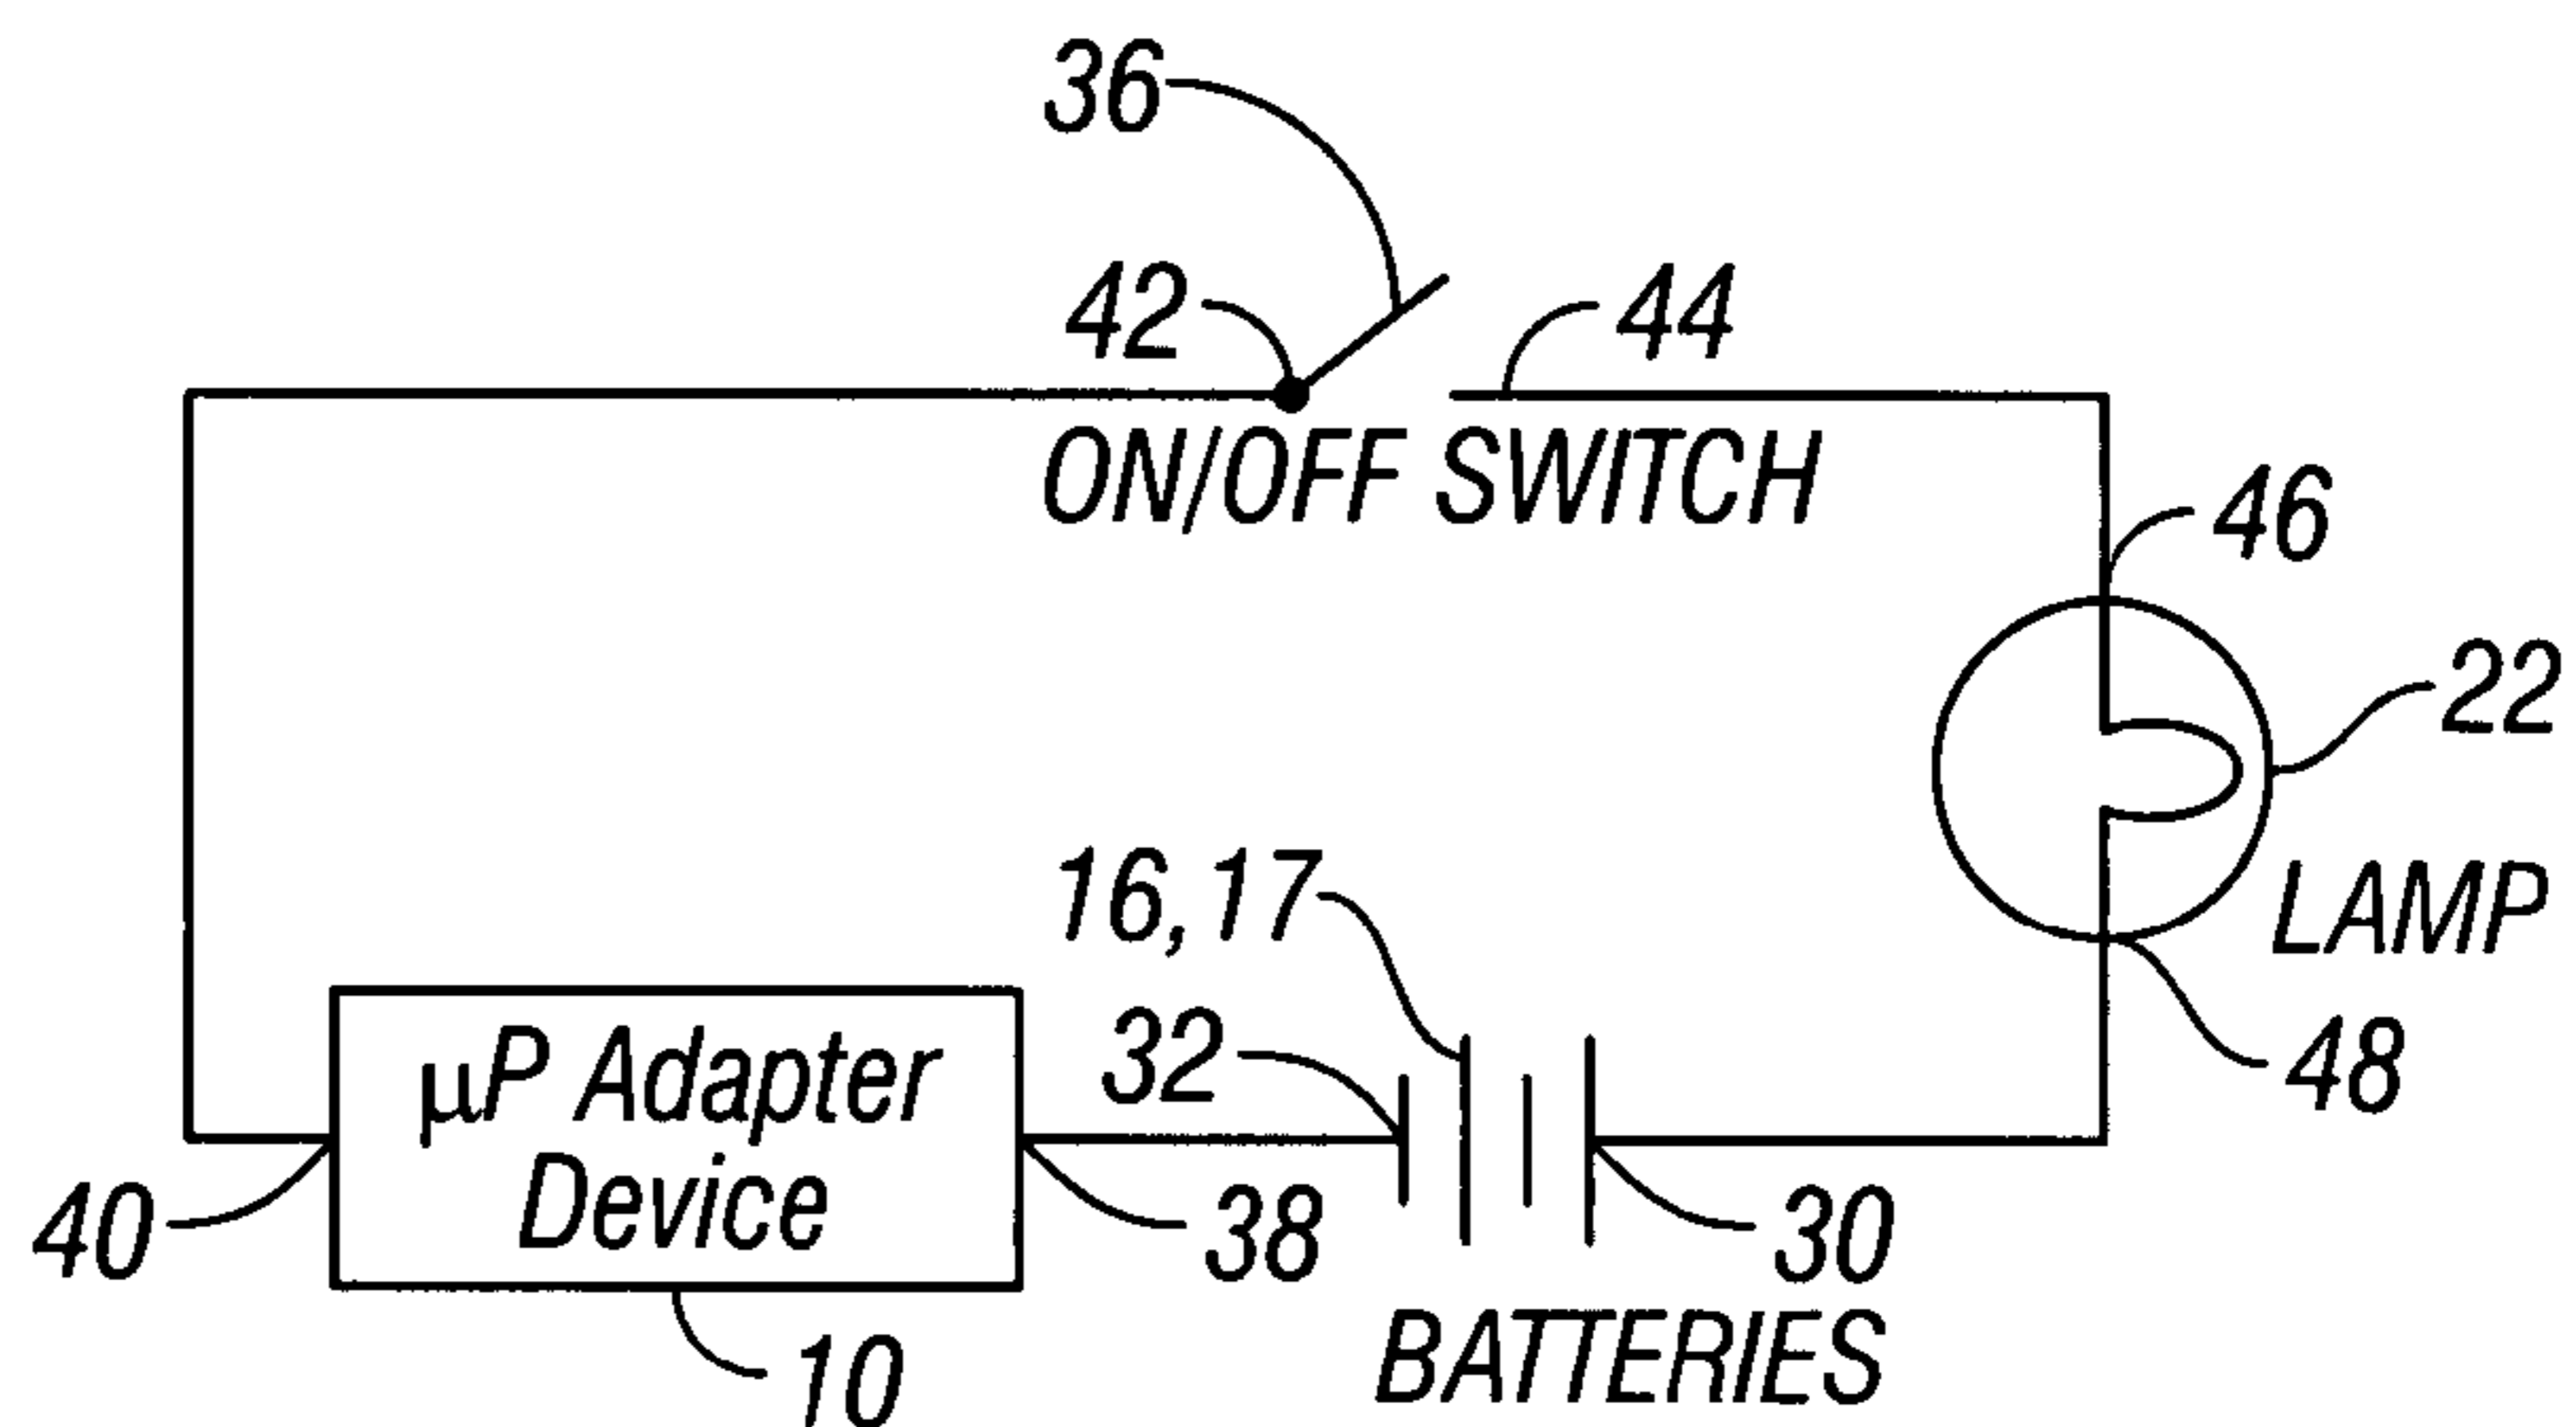 36
42
44
ON/OFF SWITCH
46
22
LAMP
16,17
32
48
µP Adapter
Device
40
38
30
10
BATTERIES